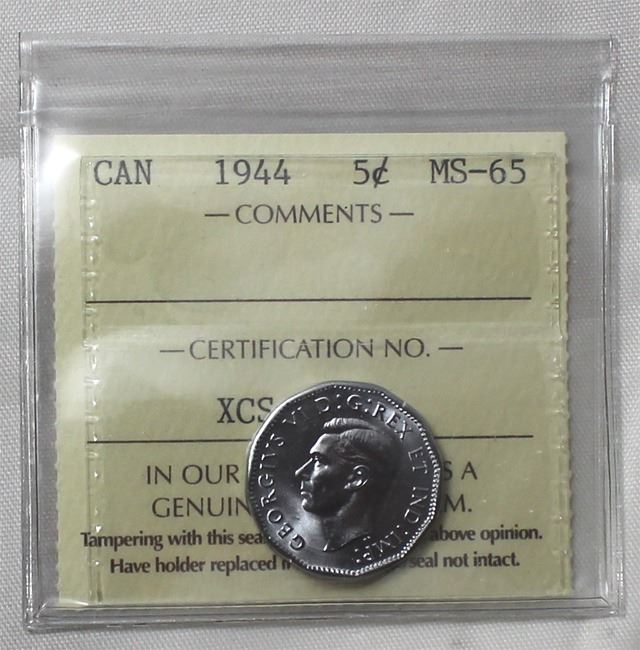 CAN 1944 5¢ MS-65
— COMMENTS —
— CERTIFICATION NO. —
XCS
IN OUR S A
GENUIN M.
Tampering with this sea above opinion.
Have holder replaced i seal not intact.
GEORGIVS VI D:G:REX ET IND:IMP: